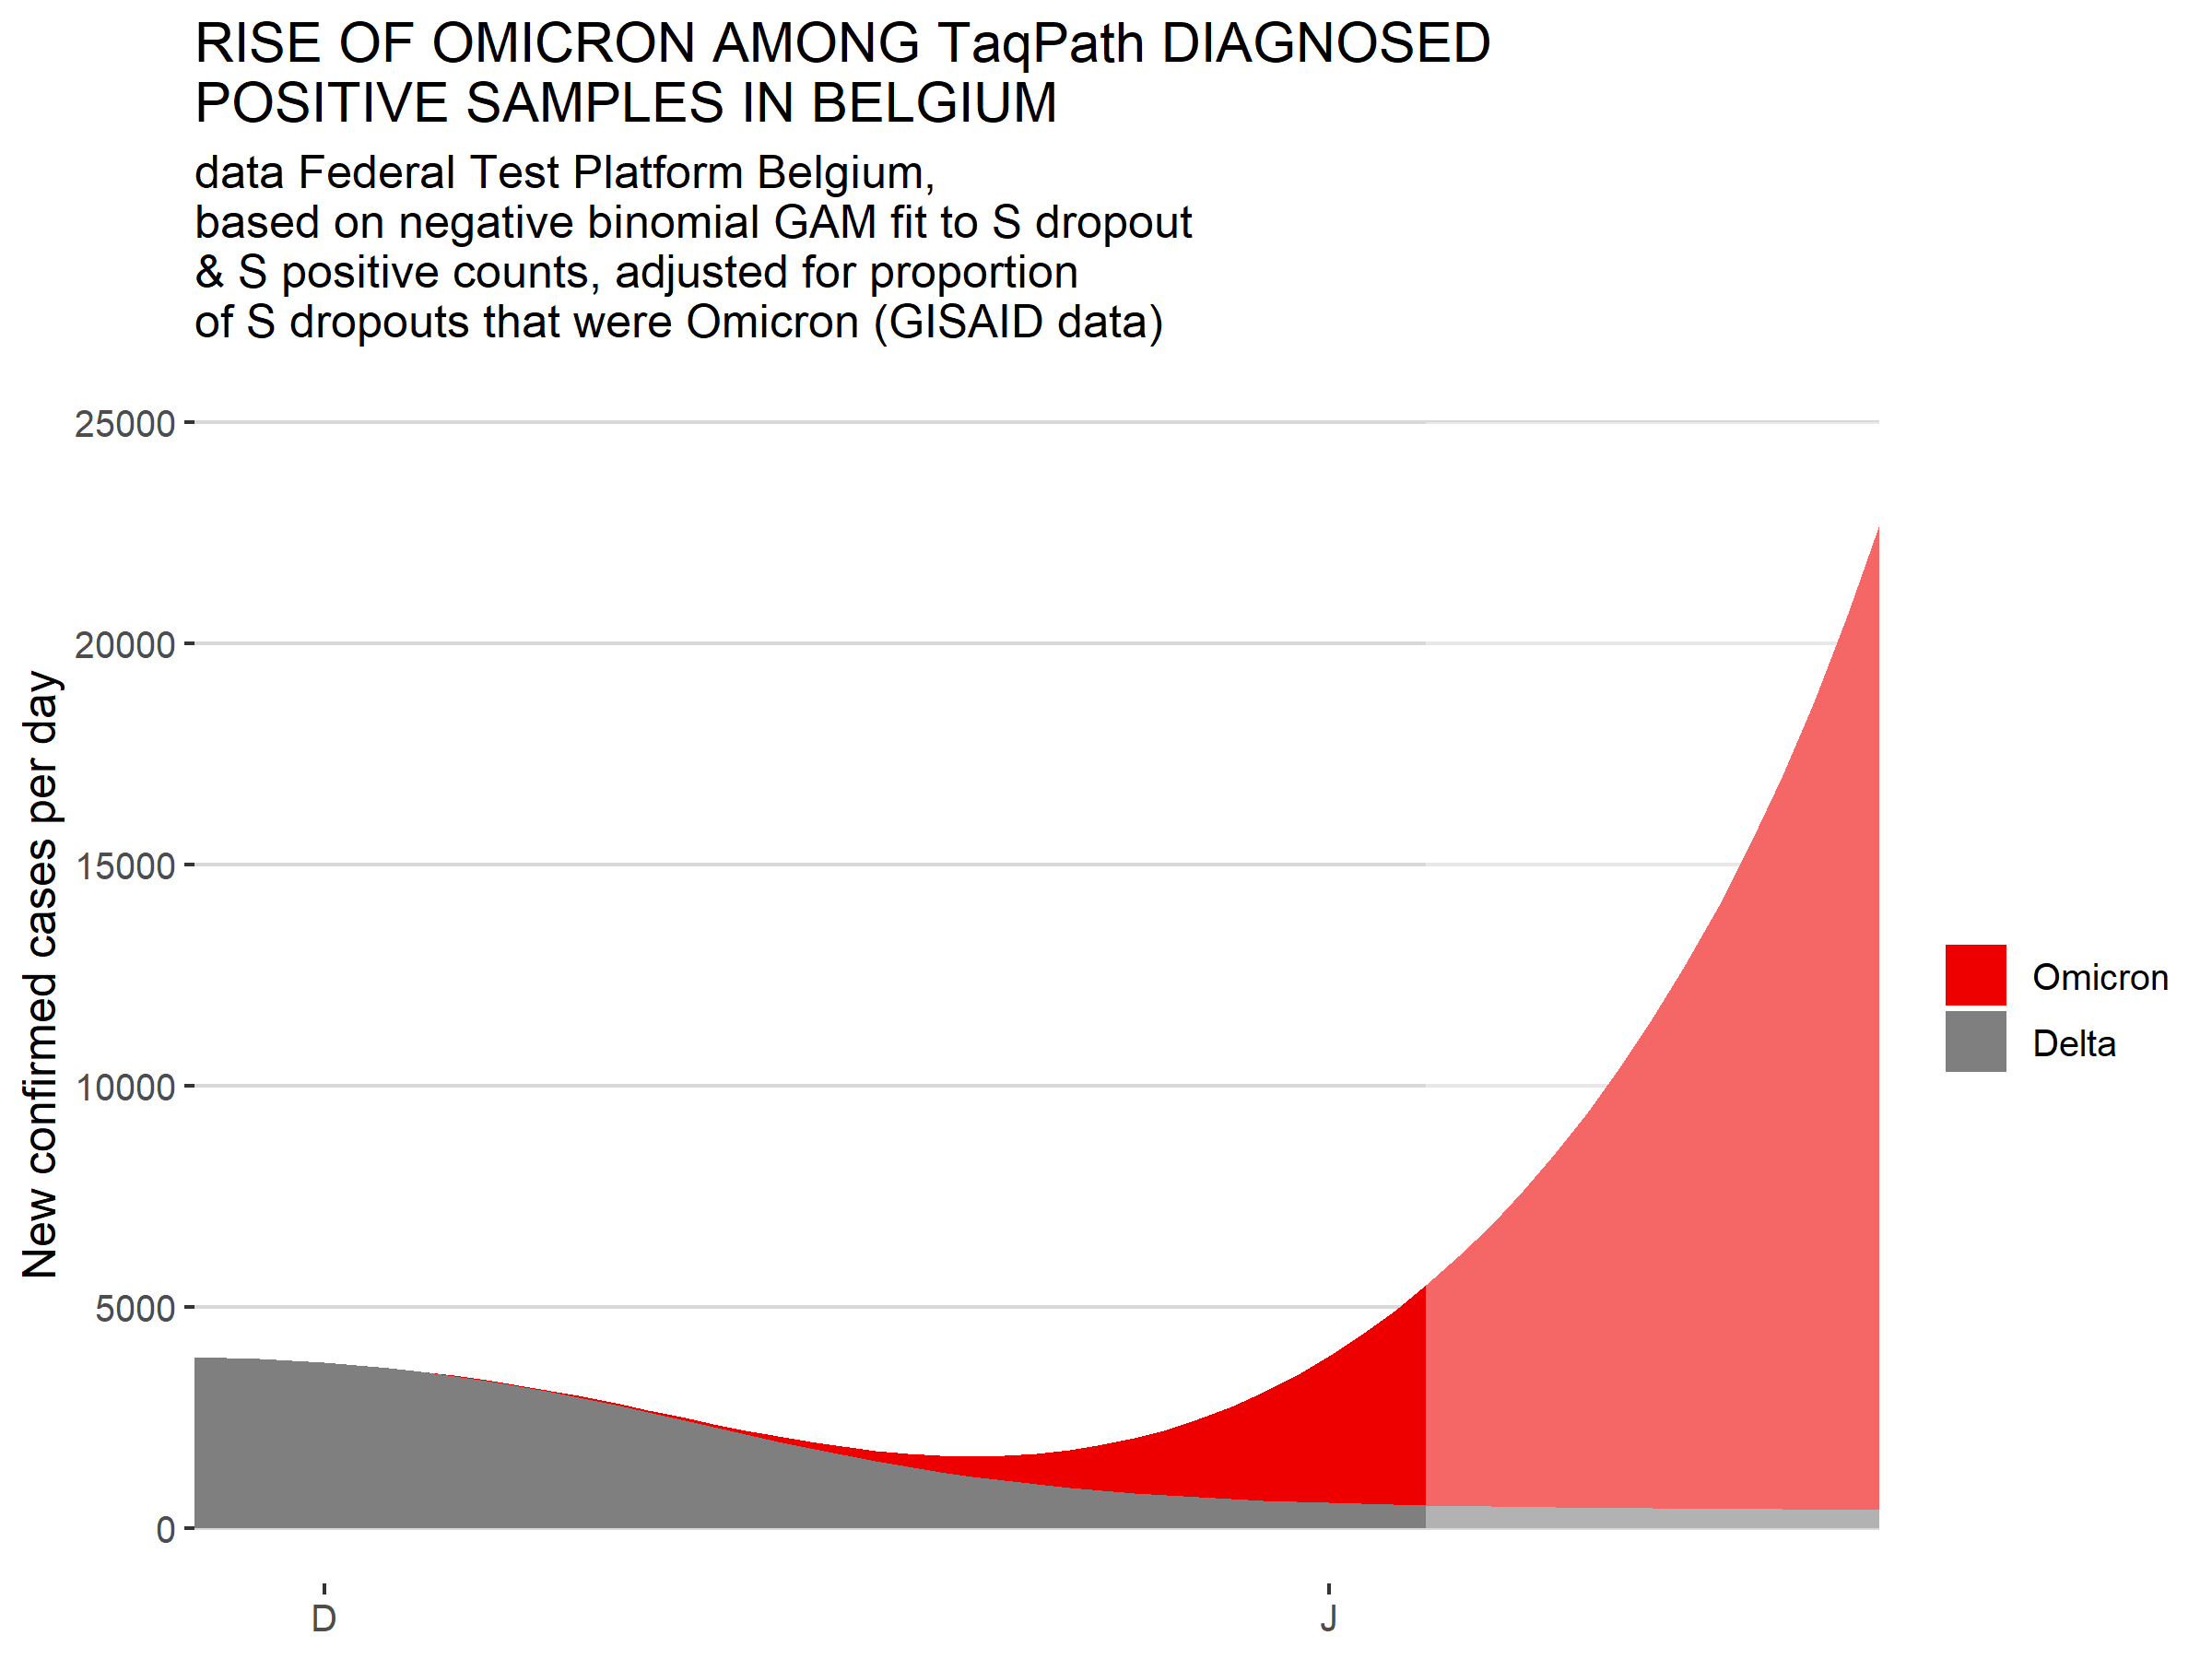 RISE OF OMICRON AMONG TaqPath DIAGNOSED
POSITIVE SAMPLES IN BELGIUM
data Federal Test Platform Belgium,
based on negative binomial GAM fit to S dropout
& S positive counts, adjusted for proportion
of S dropouts that were Omicron (GISAID data)
New confirmed cases per day
25000
20000
15000
10000
5000
0
D
J
Omicron
Delta